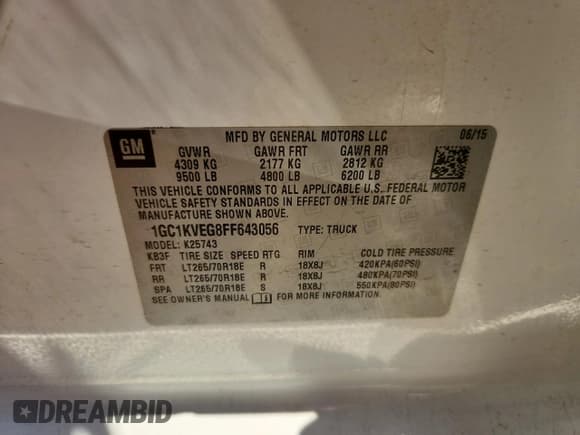 GM
MFD BY GENERAL MOTORS LLC
06/15
GVWR GAWR FRT GAWR RR
4309 KG 2177 KG 2812 KG
9500 LB 4800 LB 6200 LB
THIS VEHICLE CONFORMS TO ALL APPLICABLE U.S. FEDERAL MOTOR
VEHICLE SAFETY STANDARDS IN EFFECT ON THE DATE OF
MANUFACTURE SHOWN ABOVE.
1GC1KVEG8FF643056 TYPE: TRUCK
MODEL: K25743
KB3F TIRE SIZE SPEED RTG RIM COLD TIRE PRESSURE
FRT LT265/70R18E R 18X8J 420KPA(60PSI)
RR LT265/70R18E R 18X8J 480KPA(70PSI)
SPA LT265/70R18E S 18X8J 550KPA(80PSI)
SEE OWNER'S MANUAL FOR MORE INFORMATION.
DREAMBID